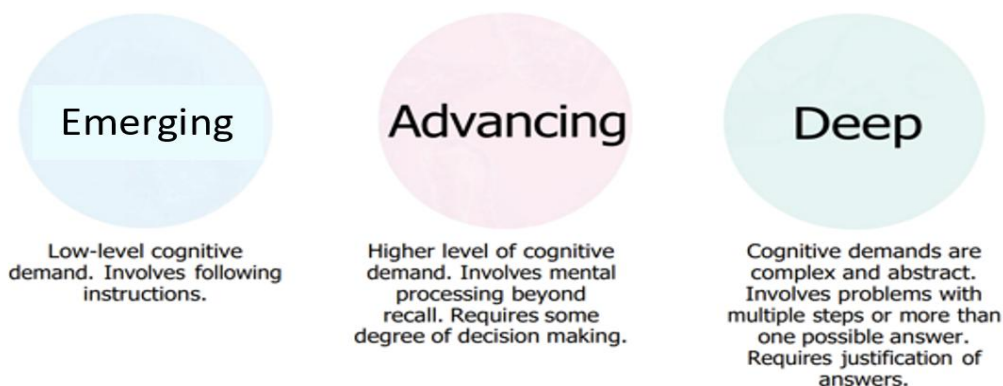 Emerging
Low-level cognitive
demand. Involves following
instructions.
Advancing
Higher level of cognitive
demand. Involves mental
processing beyond
recall. Requires some
degree of decision making.
Deep
Cognitive demands are
complex and abstract.
Involves problems with
multiple steps or more than
one possible answer.
Requires justification of
answers.